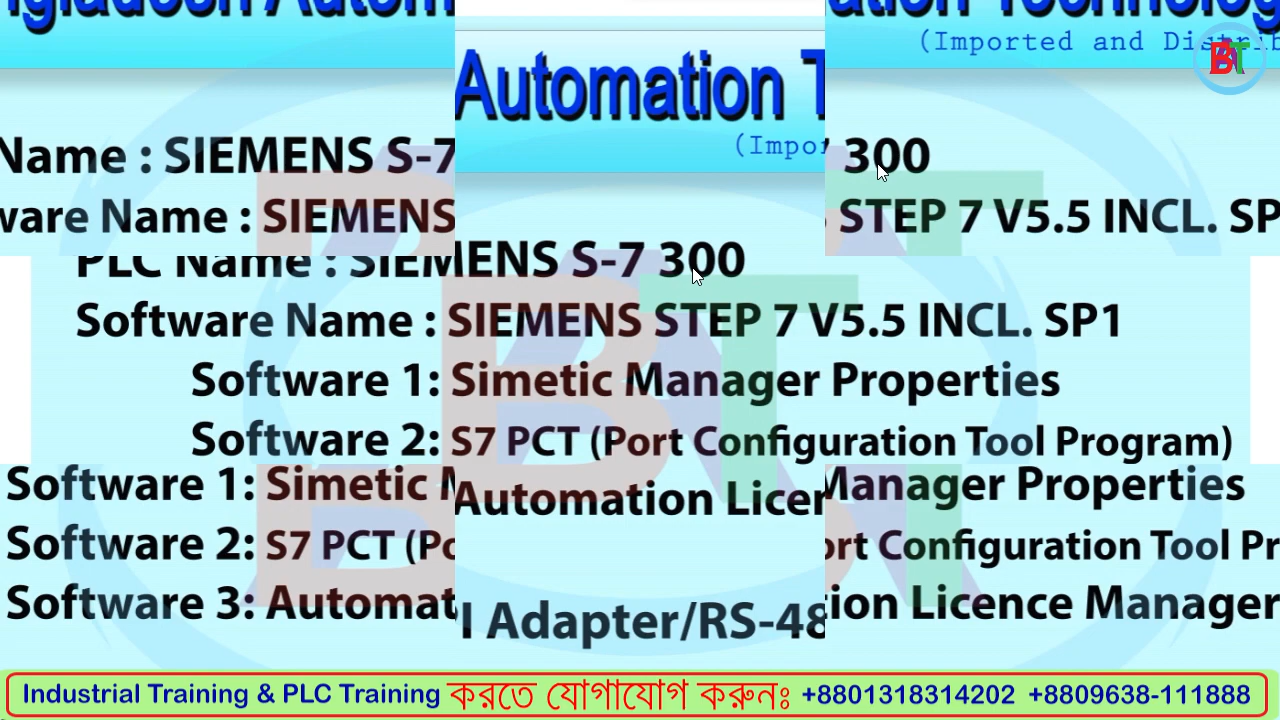 Automation
(Imported and
(Impor
Name : SIEMENS S-7
300
ware Name : SIEMENS
STEP 7 V5.5 INCL. SP
PLC Name : SIEMENS S-7 300
Software Name : SIEMENS STEP 7 V5.5 INCL. SP1
Software 1: Simetic Manager Properties
Software 2: S7 PCT (Port Configuration Tool Program)
Software 1: Simetic
Automation Licen
Manager Properties
Software 2: S7 PCT (Po
ort Configuration Tool Pr
Software 3: Automat
I Adapter/RS-48
ion Licence Manager
Industrial Training & PLC Training করতে যোগাযোগ করুনঃ +8801318314202 +8809638-111888
BT